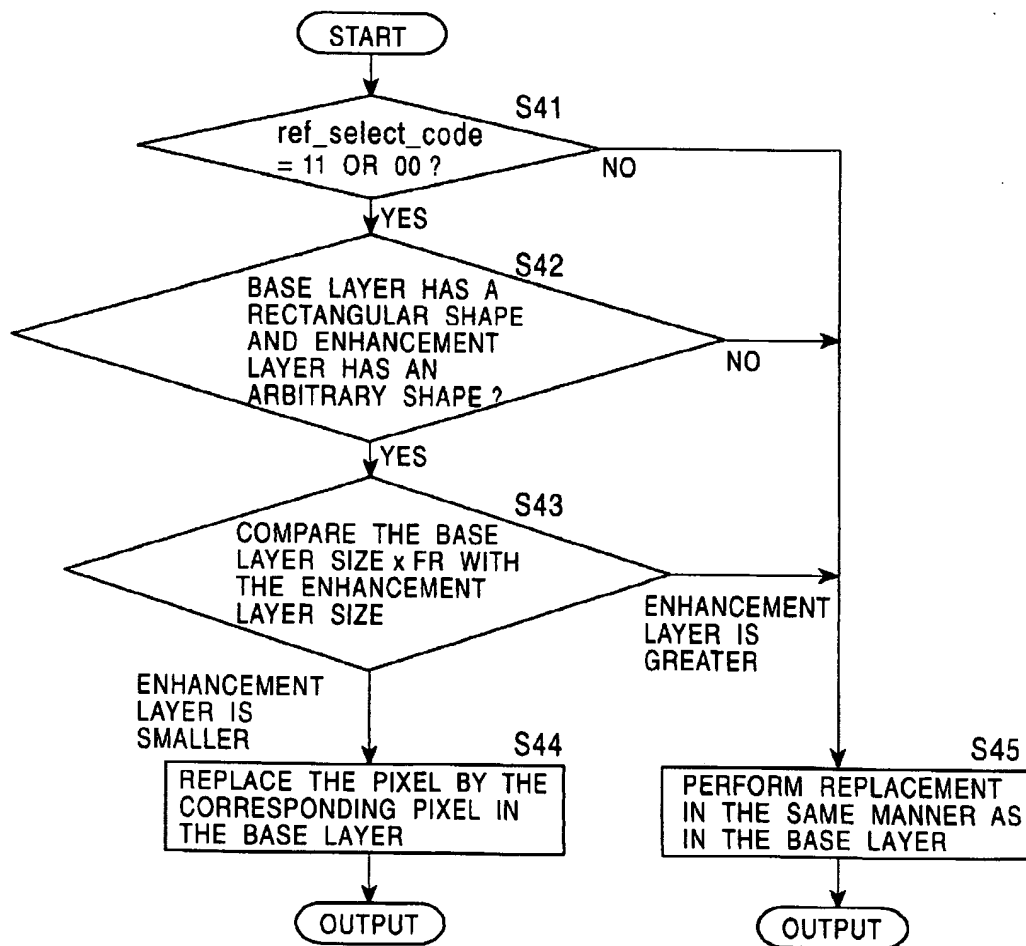 START
S41
ref_select_code
= 11 OR 00 ?
NO
YES
S42
BASE LAYER HAS A
RECTANGULAR SHAPE
AND ENHANCEMENT
LAYER HAS AN
ARBITRARY SHAPE ?
NO
YES
S43
COMPARE THE BASE
LAYER SIZE x FR WITH
THE ENHANCEMENT
LAYER SIZE
ENHANCEMENT
LAYER IS
GREATER
ENHANCEMENT
LAYER IS
SMALLER
S44
REPLACE THE PIXEL BY THE
CORRESPONDING PIXEL IN
THE BASE LAYER
S45
PERFORM REPLACEMENT
IN THE SAME MANNER AS
IN THE BASE LAYER
OUTPUT
OUTPUT